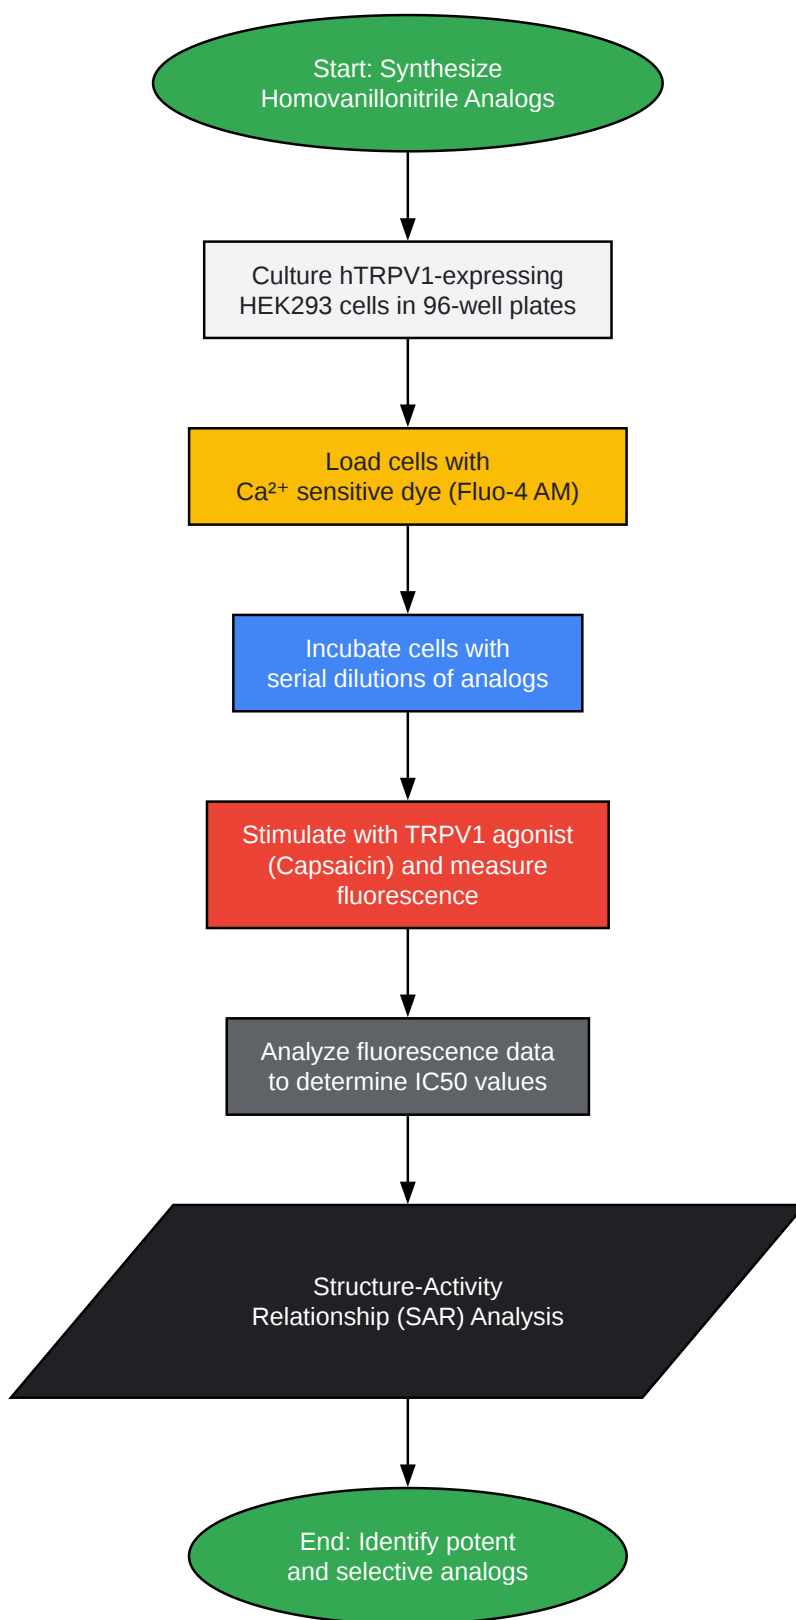 Start: Synthesize
Homovanillonitrile Analogs
Culture hTRPV1-expressing
HEK293 cells in 96-well plates
Load cells with
Ca²⁺ sensitive dye (Fluo-4 AM)
Incubate cells with
serial dilutions of analogs
Stimulate with TRPV1 agonist
(Capsaicin) and measure
fluorescence
Analyze fluorescence data
to determine IC50 values
Structure-Activity
Relationship (SAR) Analysis
End: Identify potent
and selective analogs